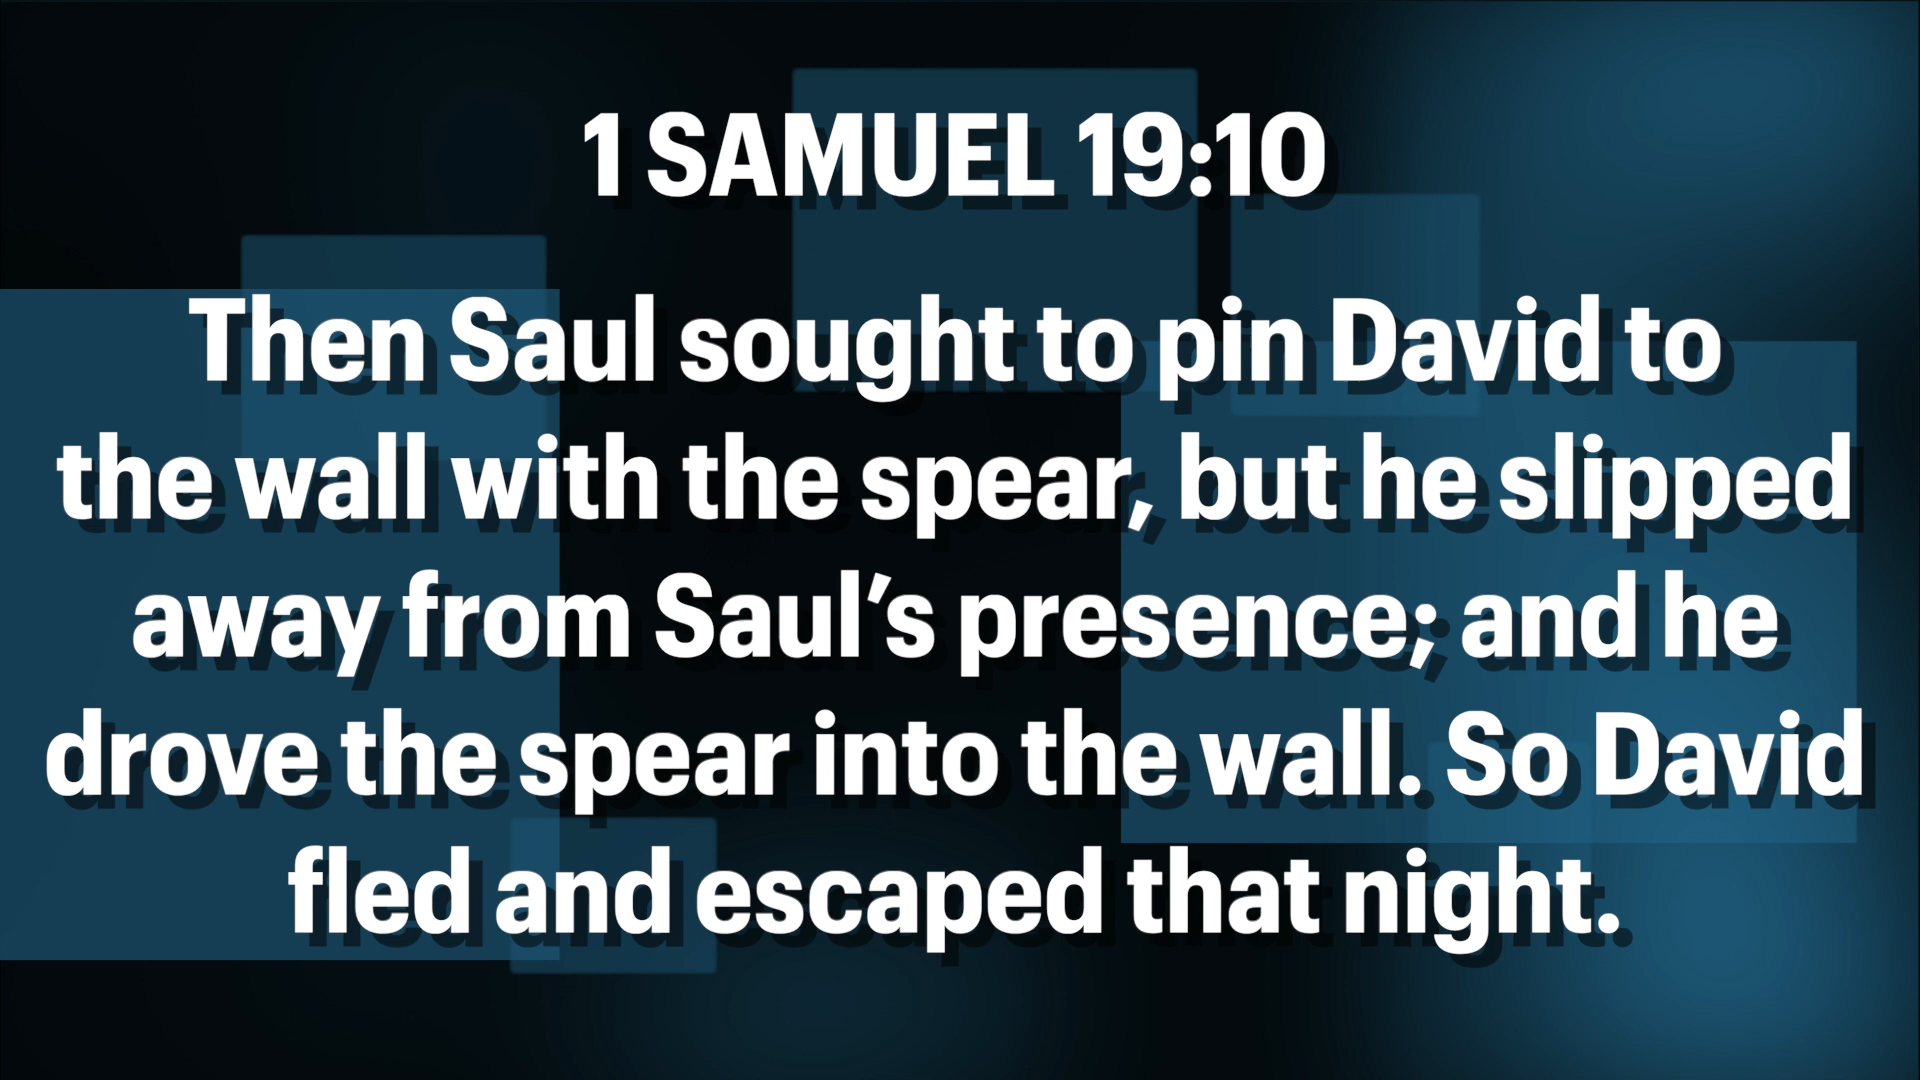 1 SAMUEL 19:10
Then Saul sought to pin David to
the wall with the spear, but he slipped
away from Saul’s presence; and he
drove the spear into the wall. So David
fled and escaped that night.